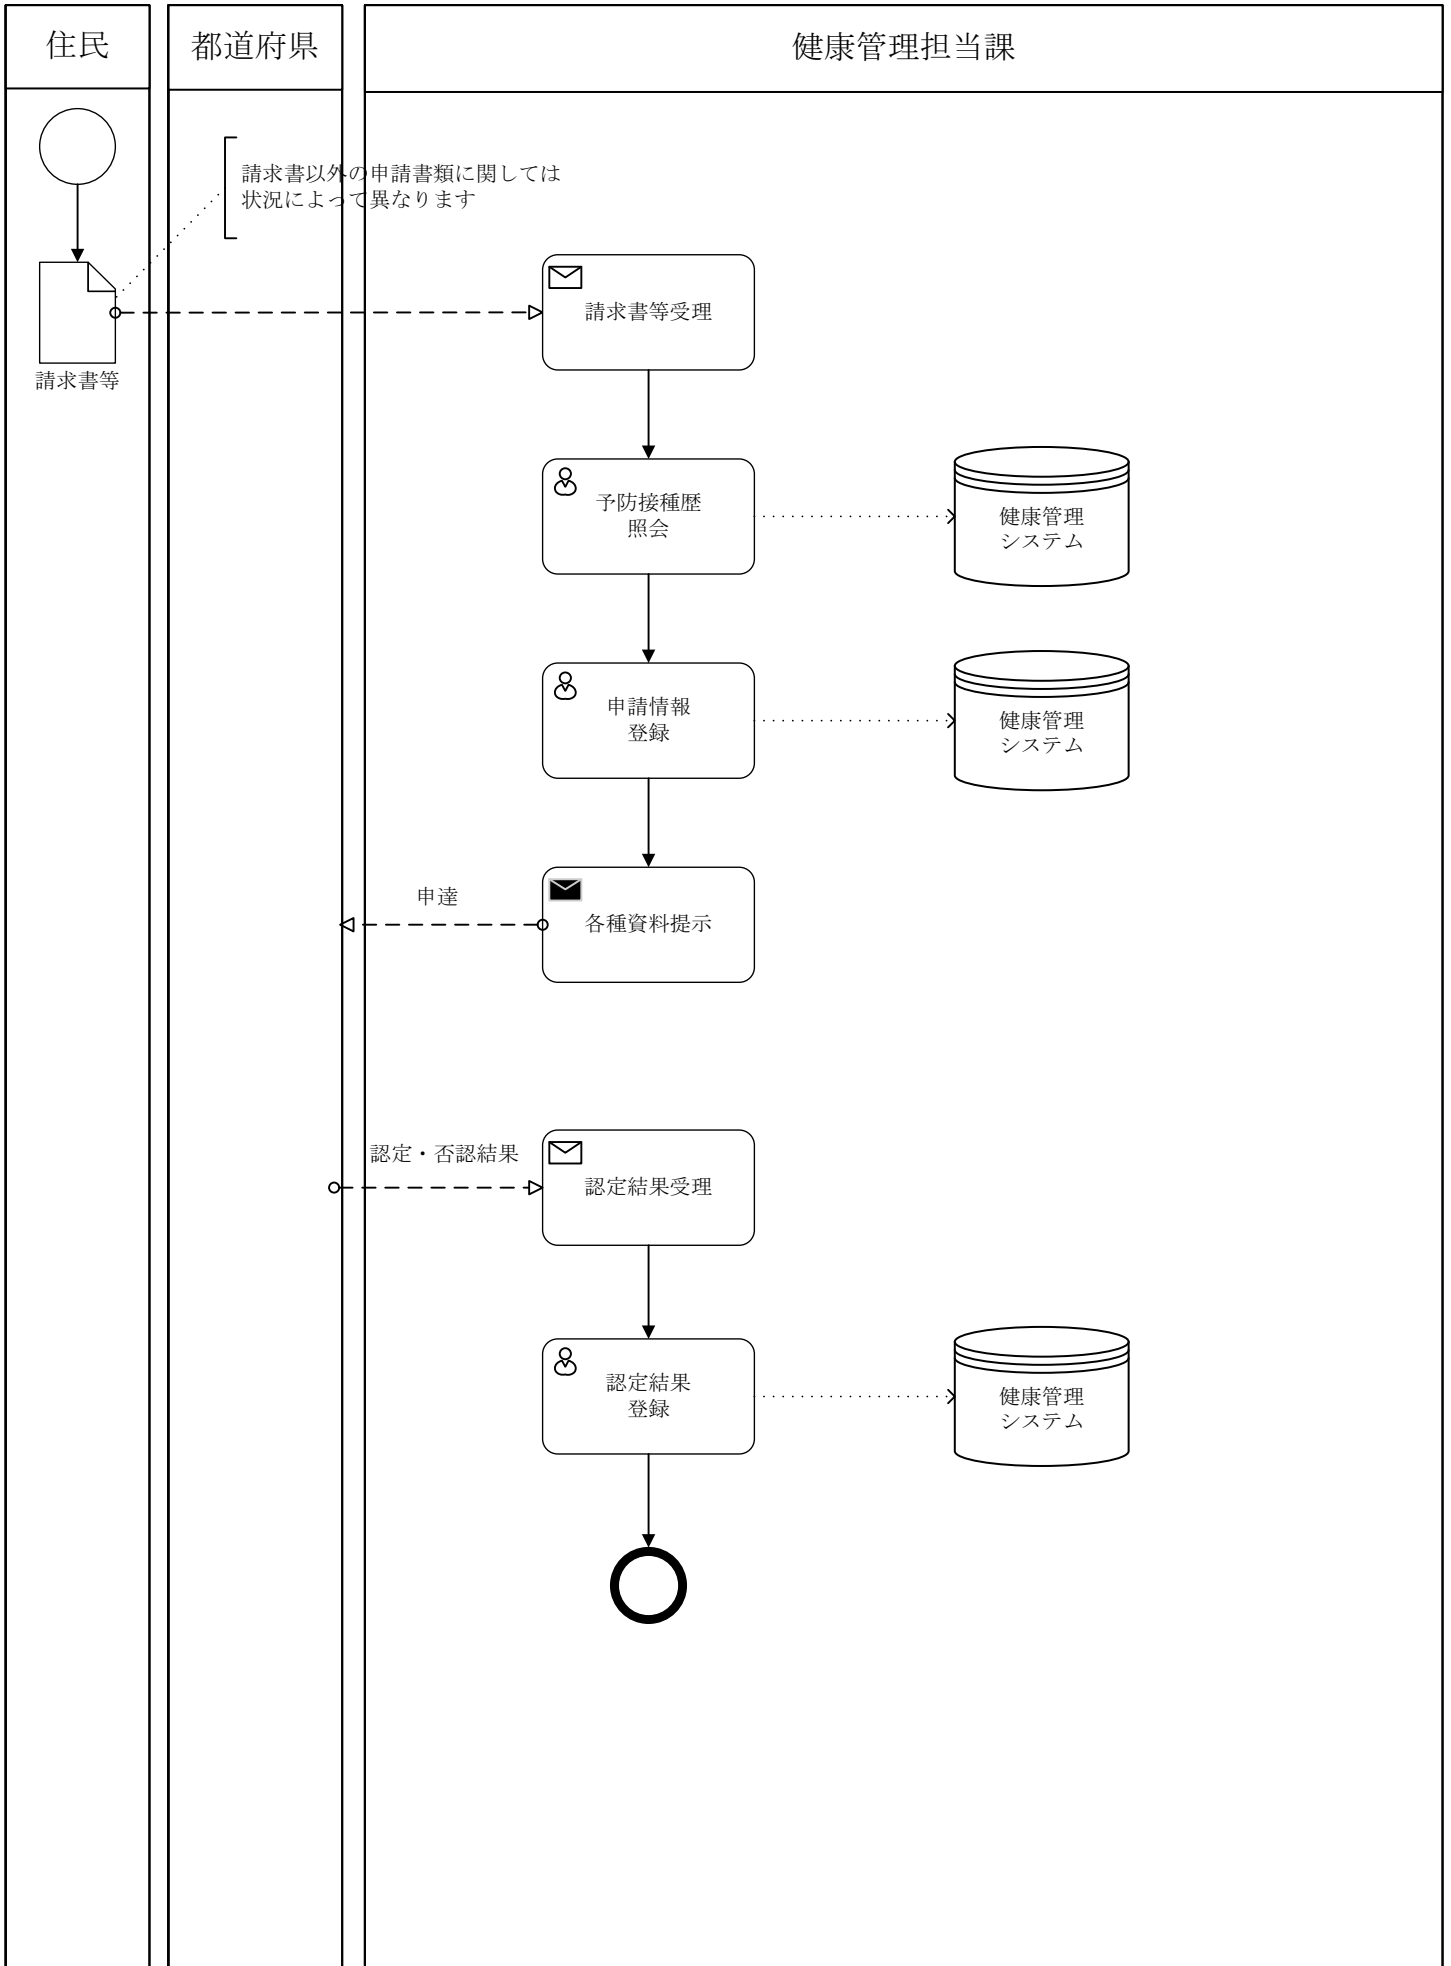 住民
都道府県
健康管理担当課
請求書以外の申請書類に関しては
状況によって異なります
請求書等
請求書等受理
予防接種歴
照会
健康管理
システム
申請情報
登録
健康管理
システム
申達
各種資料提示
認定・否認結果
認定結果受理
認定結果
登録
健康管理
システム